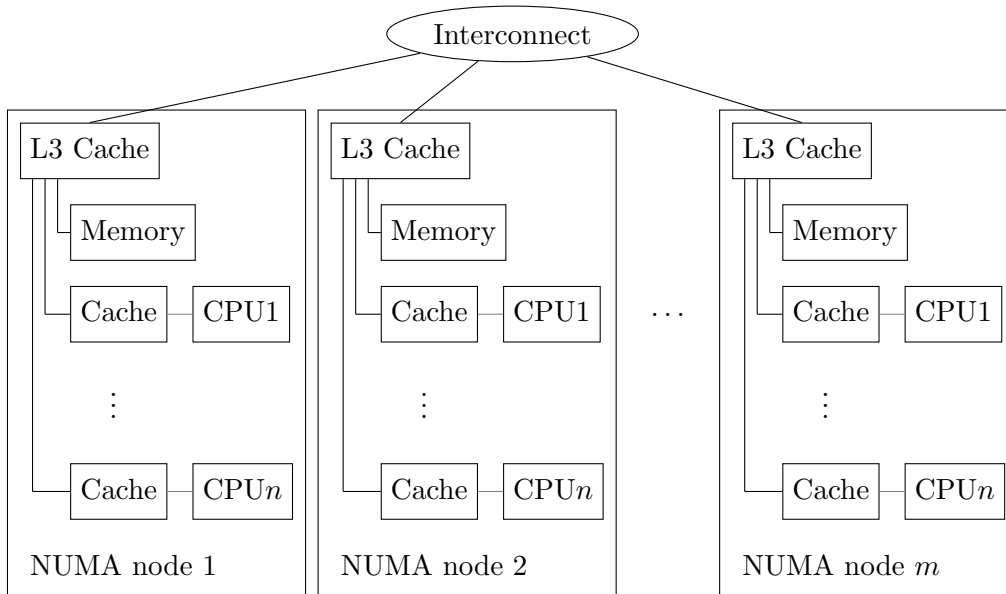 Interconnect
L3 Cache
Memory
Cache
CPU1
⋮
Cache
CPUn
NUMA node 1
L3 Cache
Memory
Cache
CPU1
⋮
Cache
CPUn
NUMA node 2
⋯
L3 Cache
Memory
Cache
CPU1
⋮
Cache
CPUn
NUMA node m